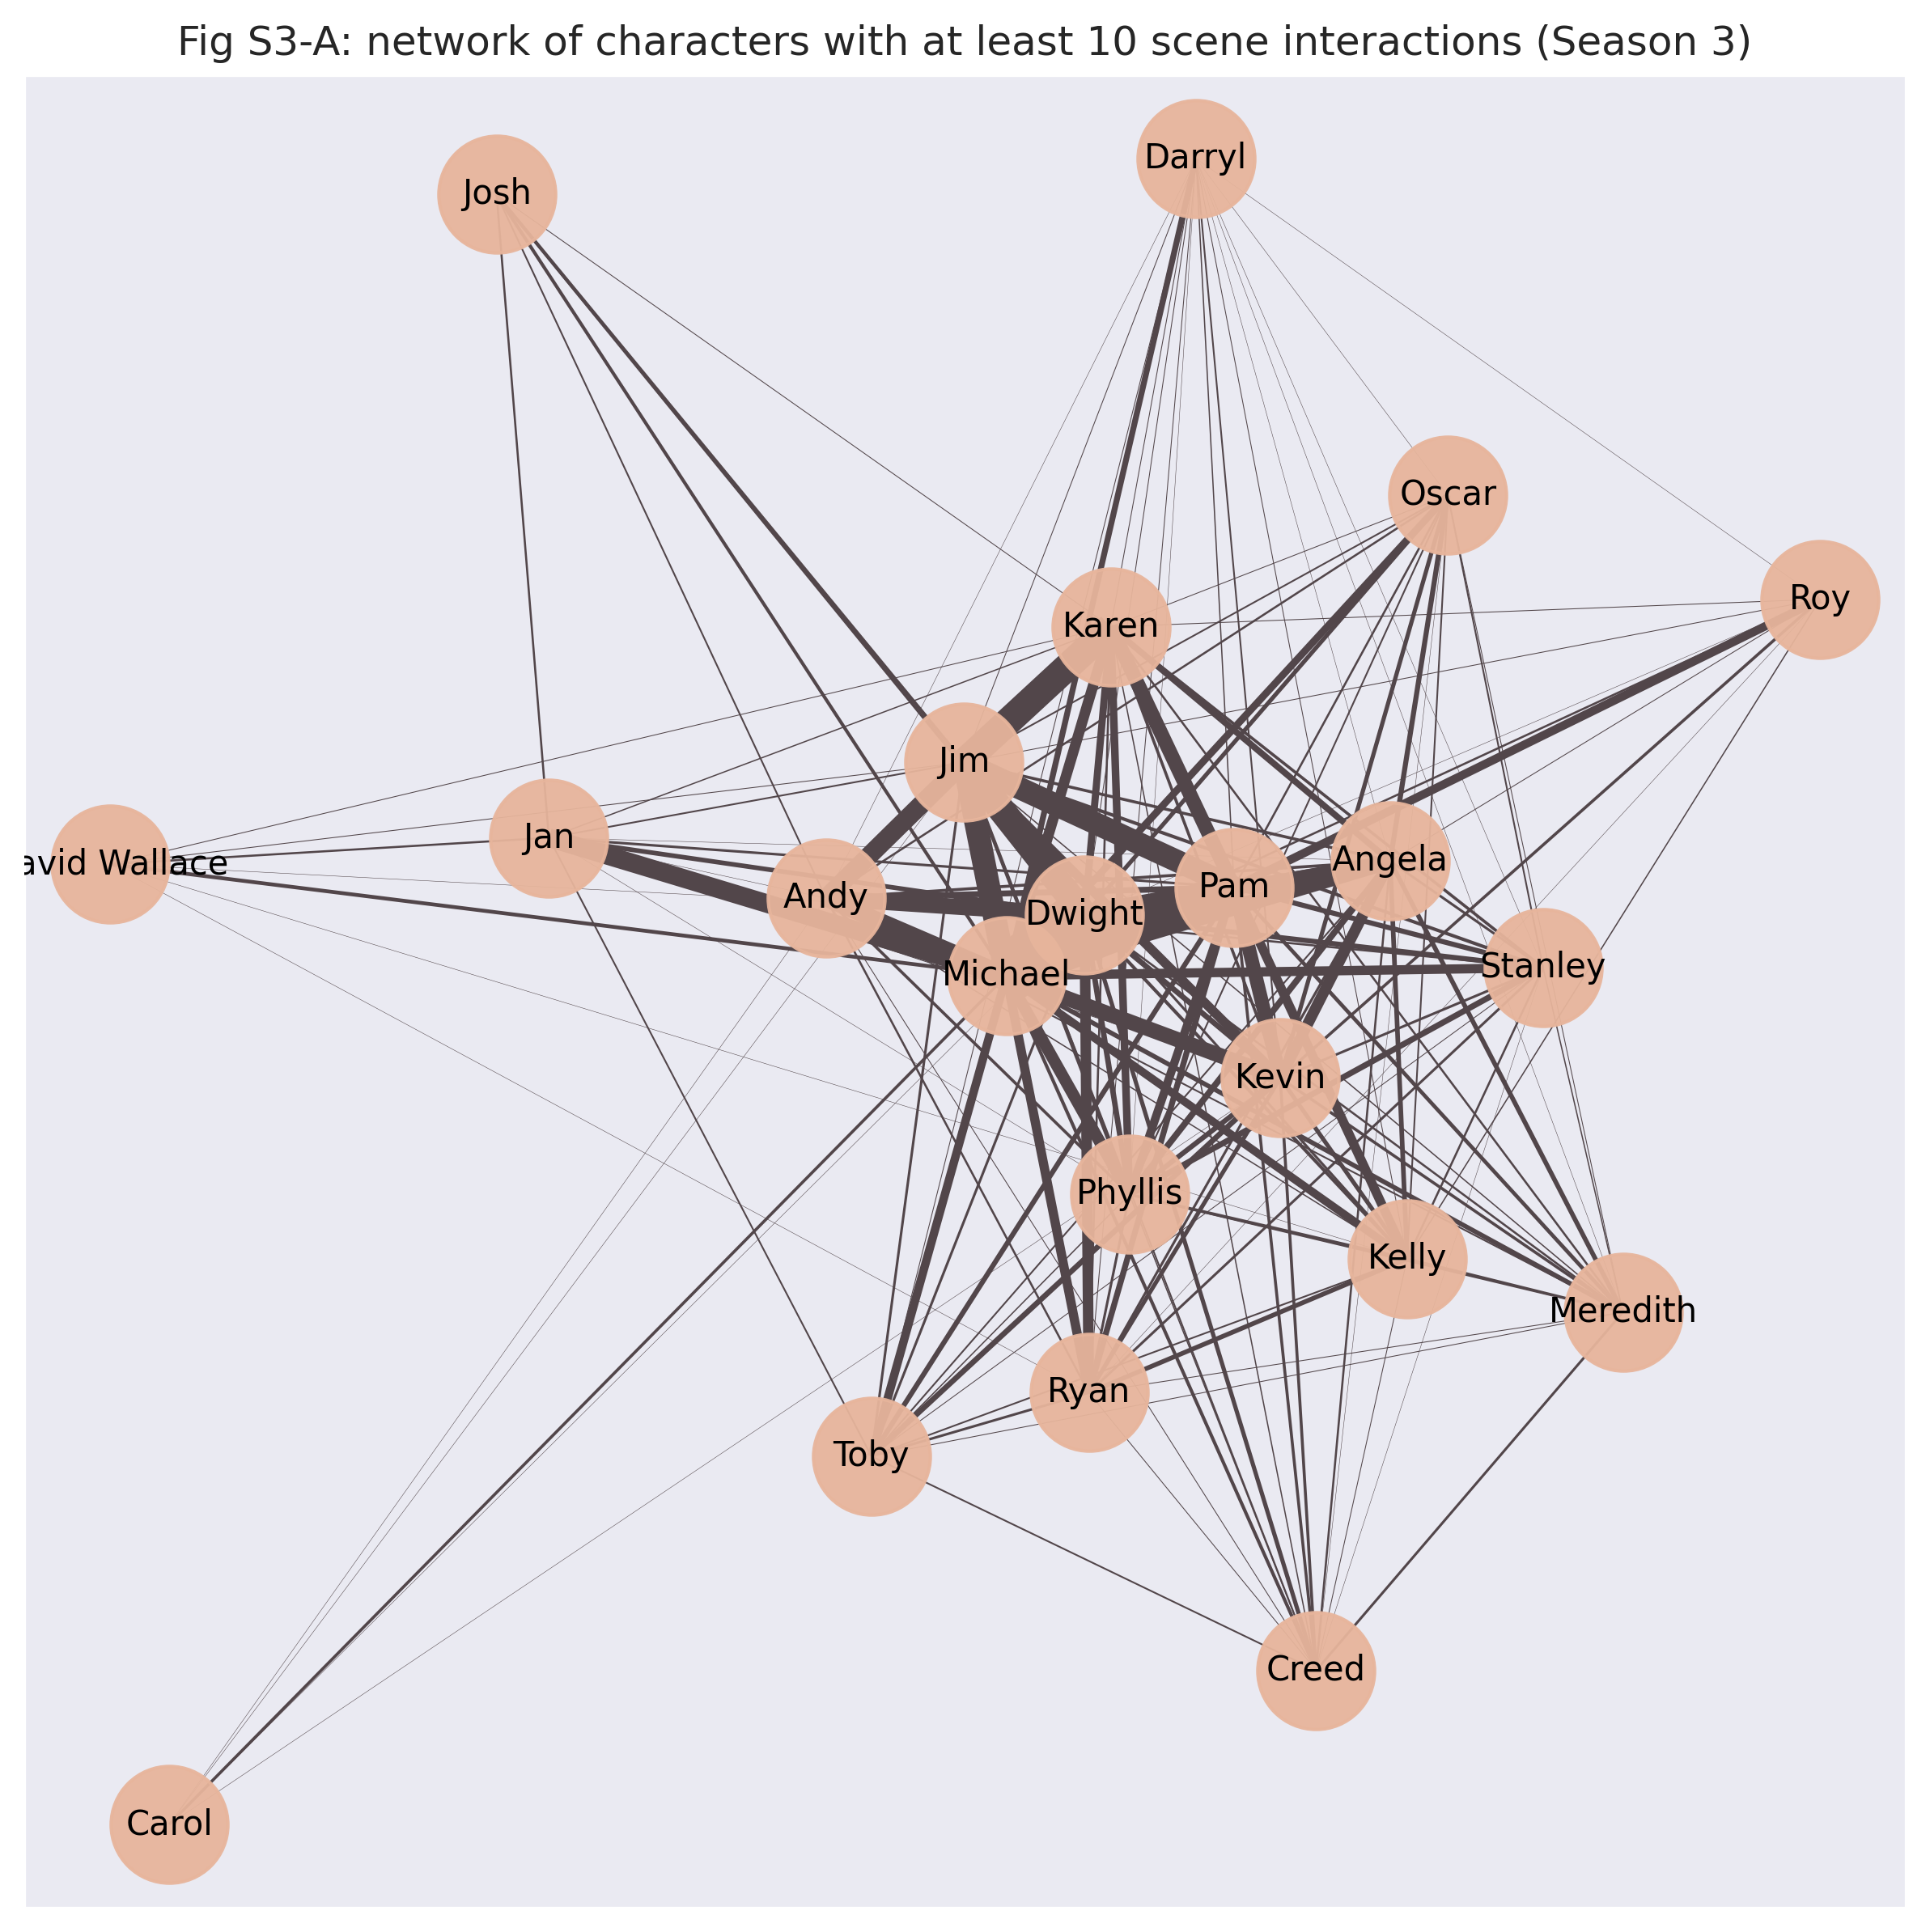 Fig S3-A: network of characters with at least 10 scene interactions (Season 3)
Darryl
Josh
Oscar
Roy
Karen
Jim
Jan
avid Wallace
Angela
Pam
Andy
Dwight
Stanley
Michael
Kevin
Phyllis
Kelly
Meredith
Ryan
Toby
Creed
Carol